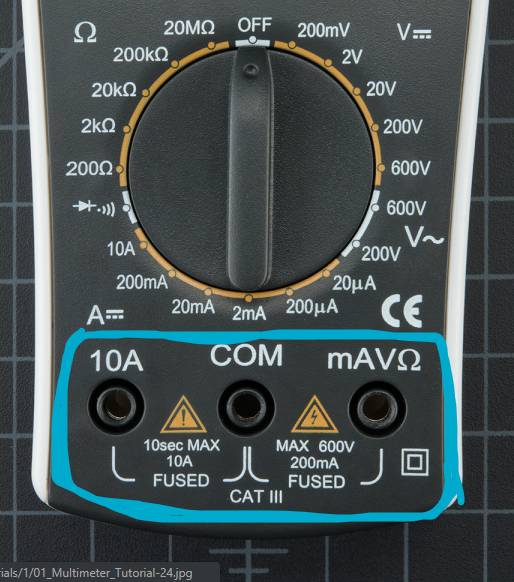 OFF
20MΩ 200mV
Ω V⎓
200kΩ 2V
20kΩ 20V
2kΩ 200V
200Ω 600V
600V
10A 200V V~
200mA 20μA
20mA 2mA 200μA
A⎓ CE
10A COM mAVΩ
10sec MAX MAX 600V
10A 200mA
FUSED FUSED
CAT III
ials/1/01_Multimeter_Tutorial-24.jpg